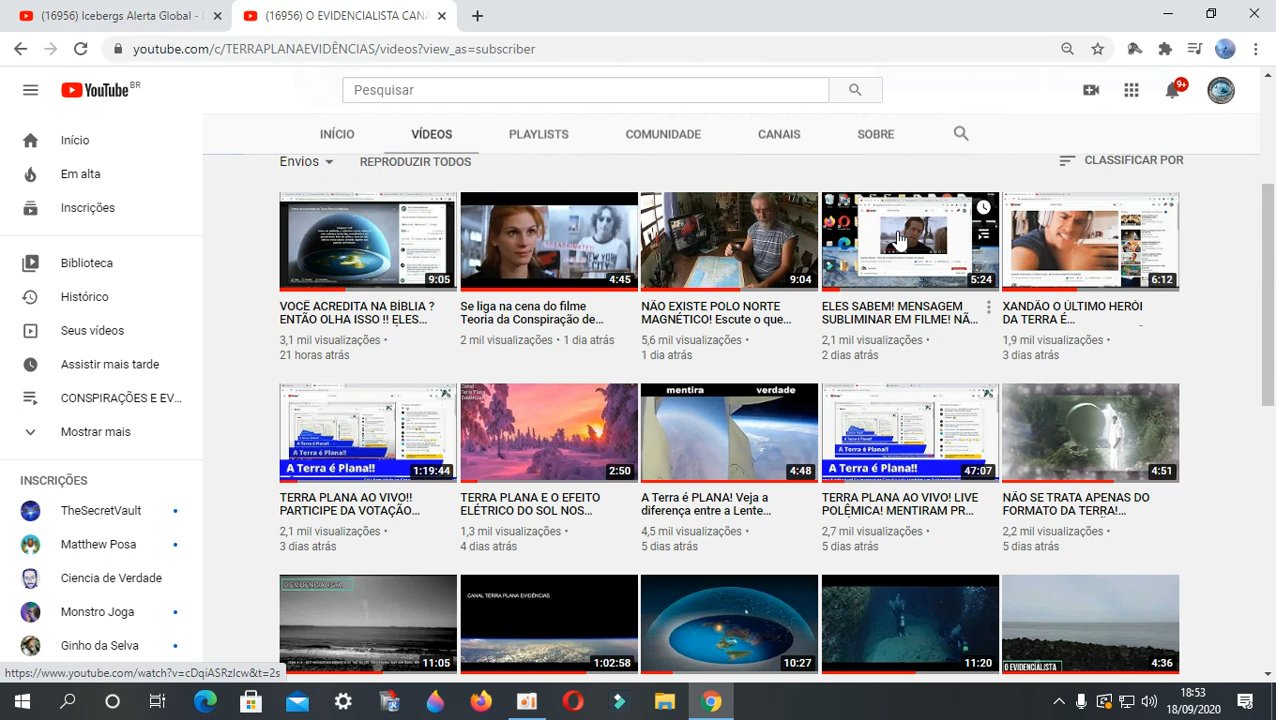 (16956) Icebergs Alerta Global -
(16956) O EVIDENCIALISTA CAN
youtube.com/c/TERRAPLANAEVIDÊNCIAS/videos?view_as=subscriber
YouTube BR
Pesquisar
9+
INÍCIO VÍDEOS PLAYLISTS COMUNIDADE CANAIS SOBRE
Envios REPRODUZIR TODOS CLASSIFICAR POR
Início
Em alta
Inscrições
Biblioteca
Histórico
Seus vídeos
Assistir mais tarde
CONSPIRAÇÕES E EV...
Mostrar mais
INSCRIÇÕES
TheSecretVault
Matthew Posa
Ciencia de Verdade
Monstro Joga
Ginho da Selva
9:05
VOCÊ ACREDITA NA BÍBLIA ?
ENTÃO OLHA ISSO !! ELES...
3,1 mil visualizações •
21 horas atrás
4:45
Se liga na cena do filme
Teoria da Conspiração de...
2 mil visualizações • 1 dia atrás
9:04
NÃO EXISTE POLO NORTE
MAGNÉTICO! Escute o que...
5,6 mil visualizações •
1 dia atrás
5:24
ELES SABEM! MENSAGEM
SUBLIMINAR EM FILME! NÃ...
2,1 mil visualizações •
2 dias atrás
6:12
XANDÃO O ÚLTIMO HERÓI
DA TERRA É...
1,9 mil visualizações •
3 dias atrás
A Terra é Plana!!
1:19:44
TERRA PLANA AO VIVO!!
PARTICIPE DA VOTAÇÃO...
2,1 mil visualizações •
3 dias atrás
Canal
Terra Plana
Evidências
2:50
TERRA PLANA E O EFEITO
ELÉTRICO DO SOL NOS...
1,3 mil visualizações •
4 dias atrás
mentira verdade
4:48
A Terra é PLANA! Veja a
diferença entre a Lente...
4,5 mil visualizações •
5 dias atrás
A Terra é Plana!!
47:07
TERRA PLANA AO VIVO! LIVE
POLÊMICA! MENTIRAM PR...
2,7 mil visualizações •
5 dias atrás
4:51
NÃO SE TRATA APENAS DO
FORMATO DA TERRA!...
2,2 mil visualizações •
5 dias atrás
O EVIDENCIALISTA
11:05
CANAL TERRA PLANA EVIDÊNCIAS
1:02:58
10:27
11:20
O EVIDENCIALISTA
4:36
https://www.youtube.com/watch?v=cDqiAsRzIcw&t=2s
18:53
18/09/2020